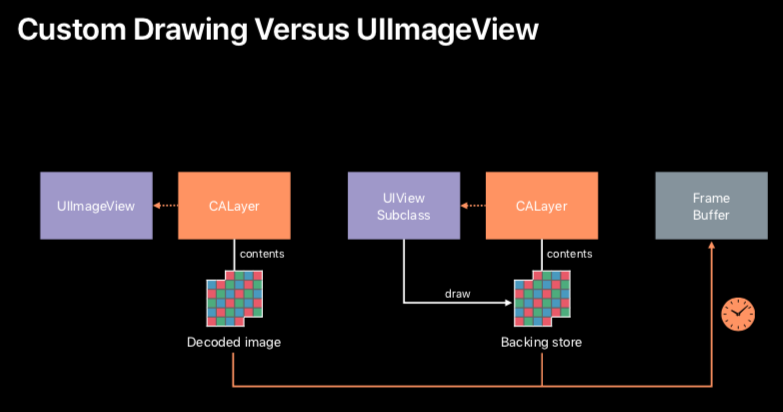 Custom Drawing Versus UIImageView
UIImageView
CALayer
UIView
Subclass
CALayer
Frame
Buffer
contents
contents
draw
Decoded image
Backing store